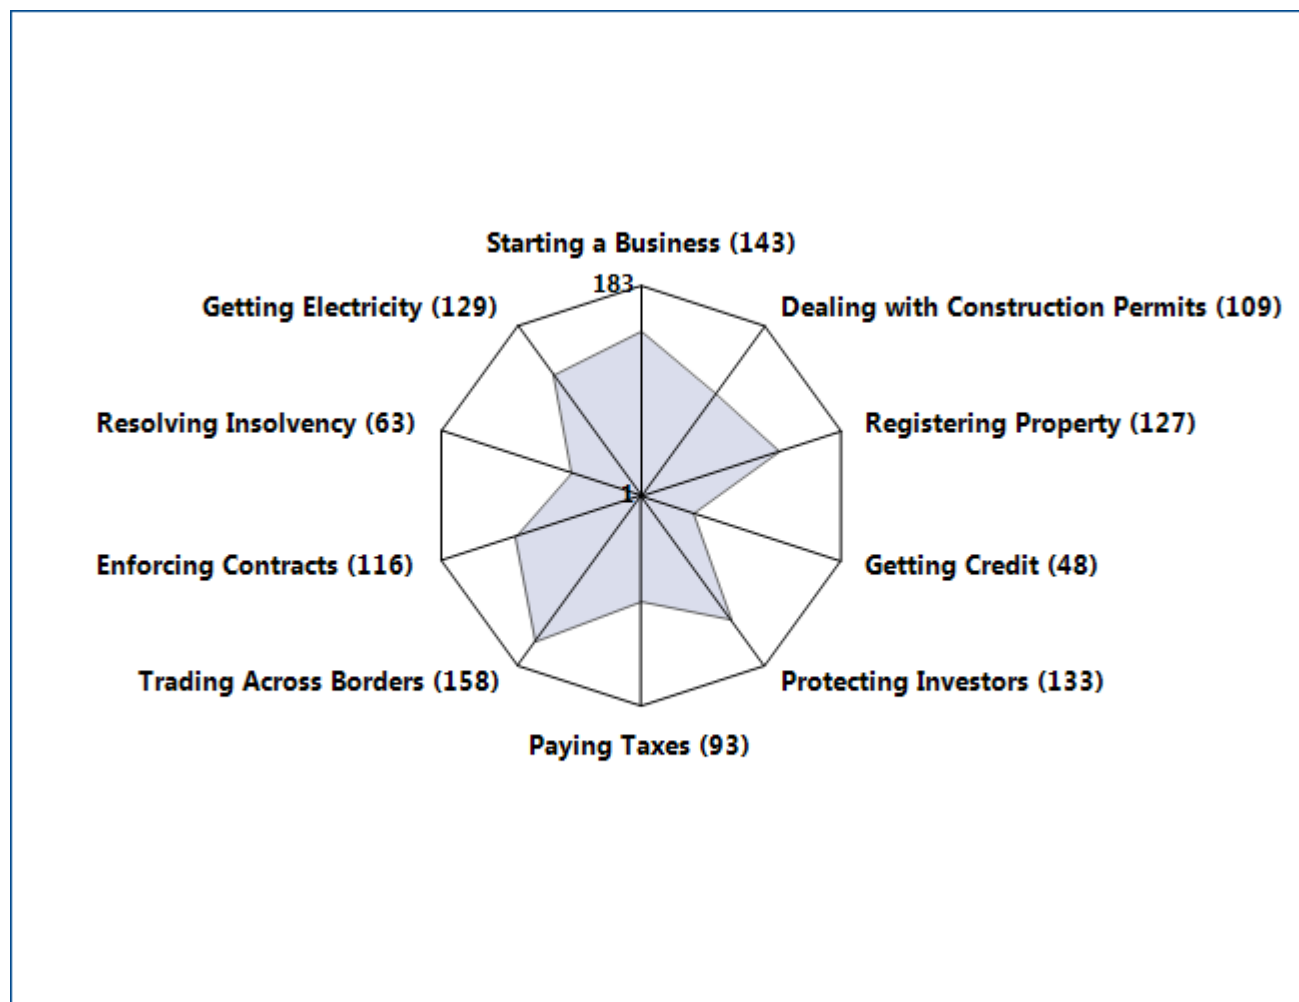 Starting a Business (143)
183
Getting Electricity (129)
Dealing with Construction Permits (109)
Resolving Insolvency (63)
Registering Property (127)
1
Enforcing Contracts (116)
Getting Credit (48)
Trading Across Borders (158)
Protecting Investors (133)
Paying Taxes (93)